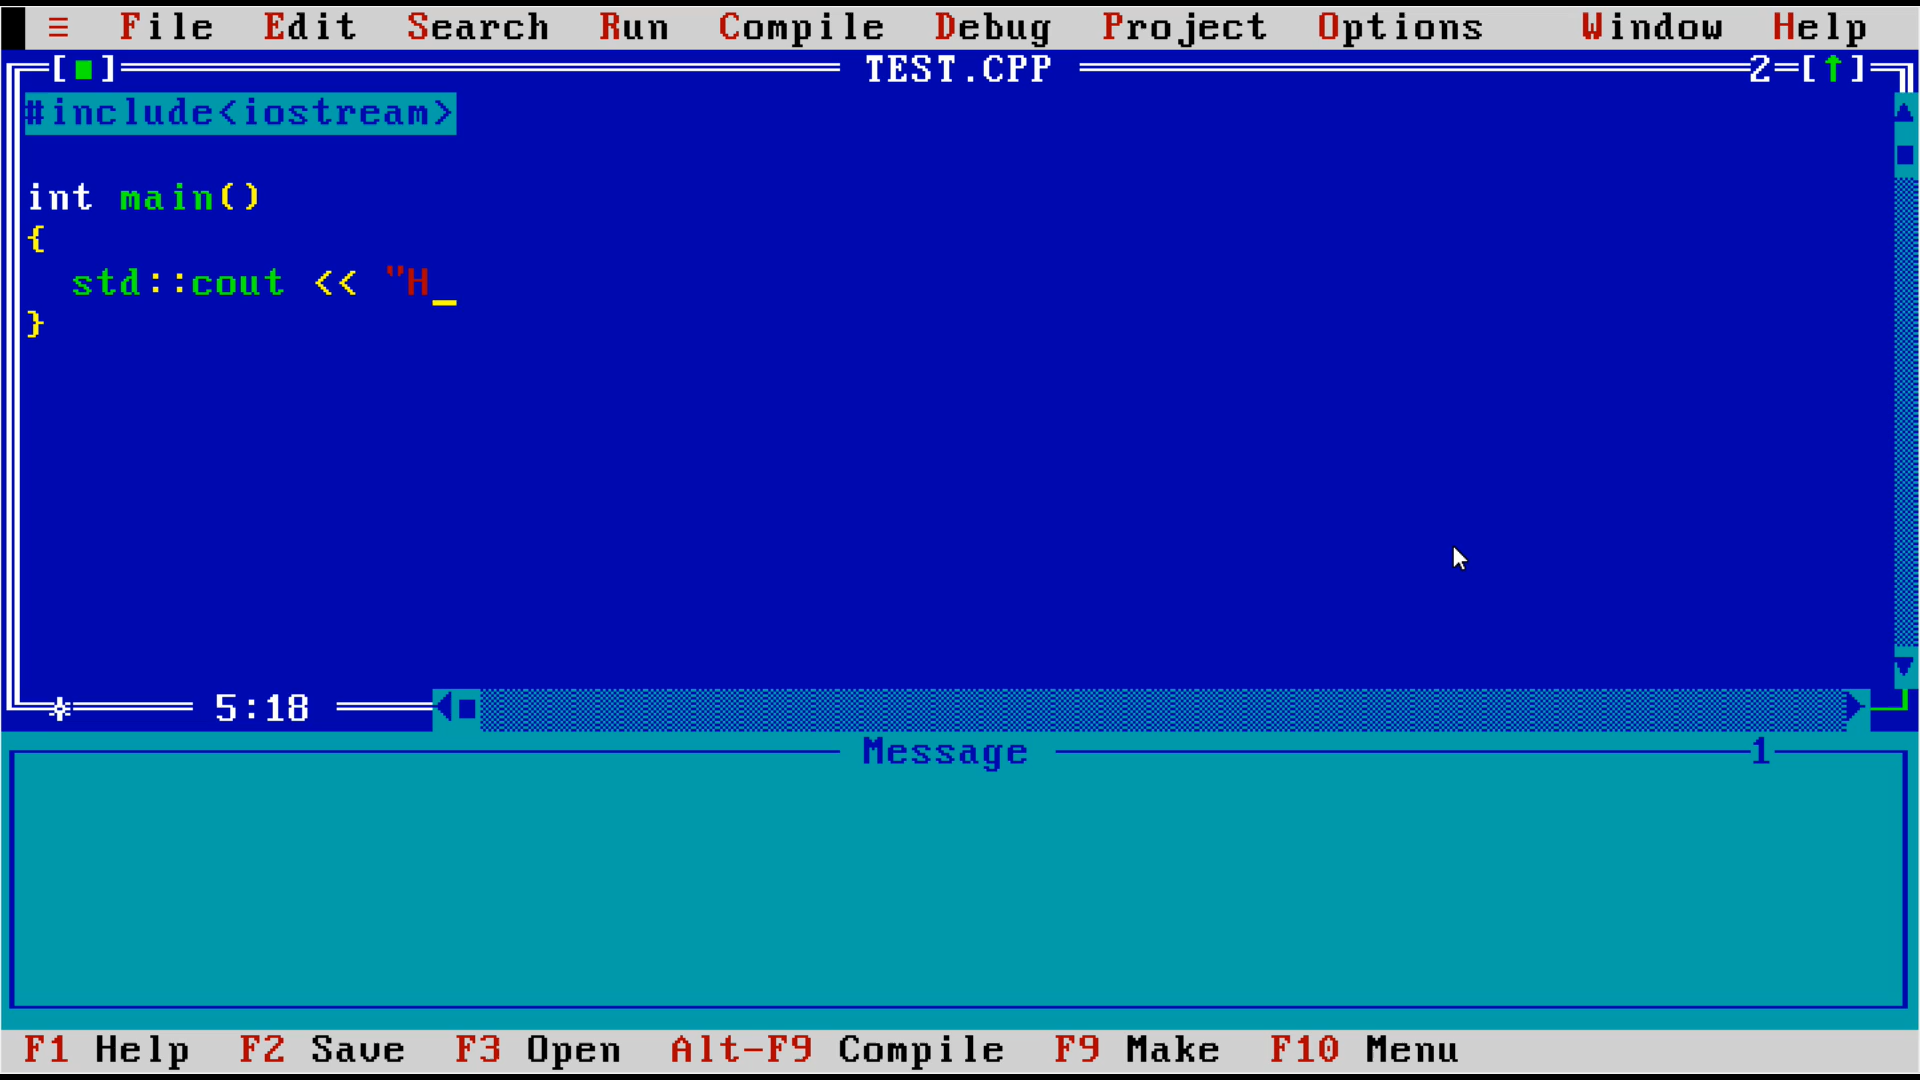 ≡ File Edit Search Run Compile Debug Project Options Window Help
[■] TEST.CPP 2=[↑]
#include<iostream>
int main()
{
std::cout << "H_
}
5:18
Message 1
F1 Help F2 Save F3 Open Alt-F9 Compile F9 Make F10 Menu